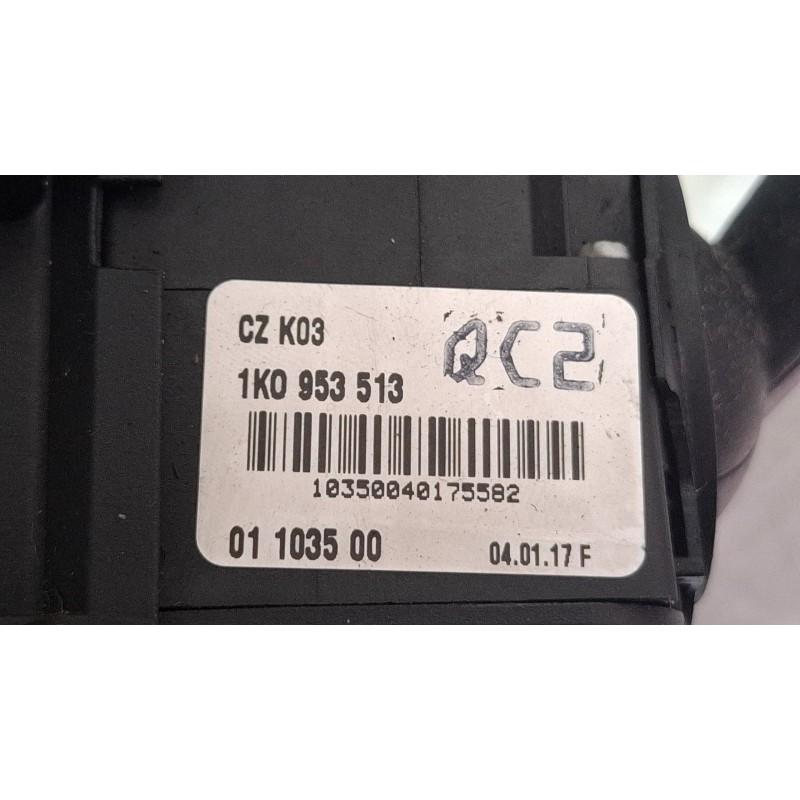 CZ K03
QC2
1K0 953 513
10350040175582
01 1035 00
04.01.17 F